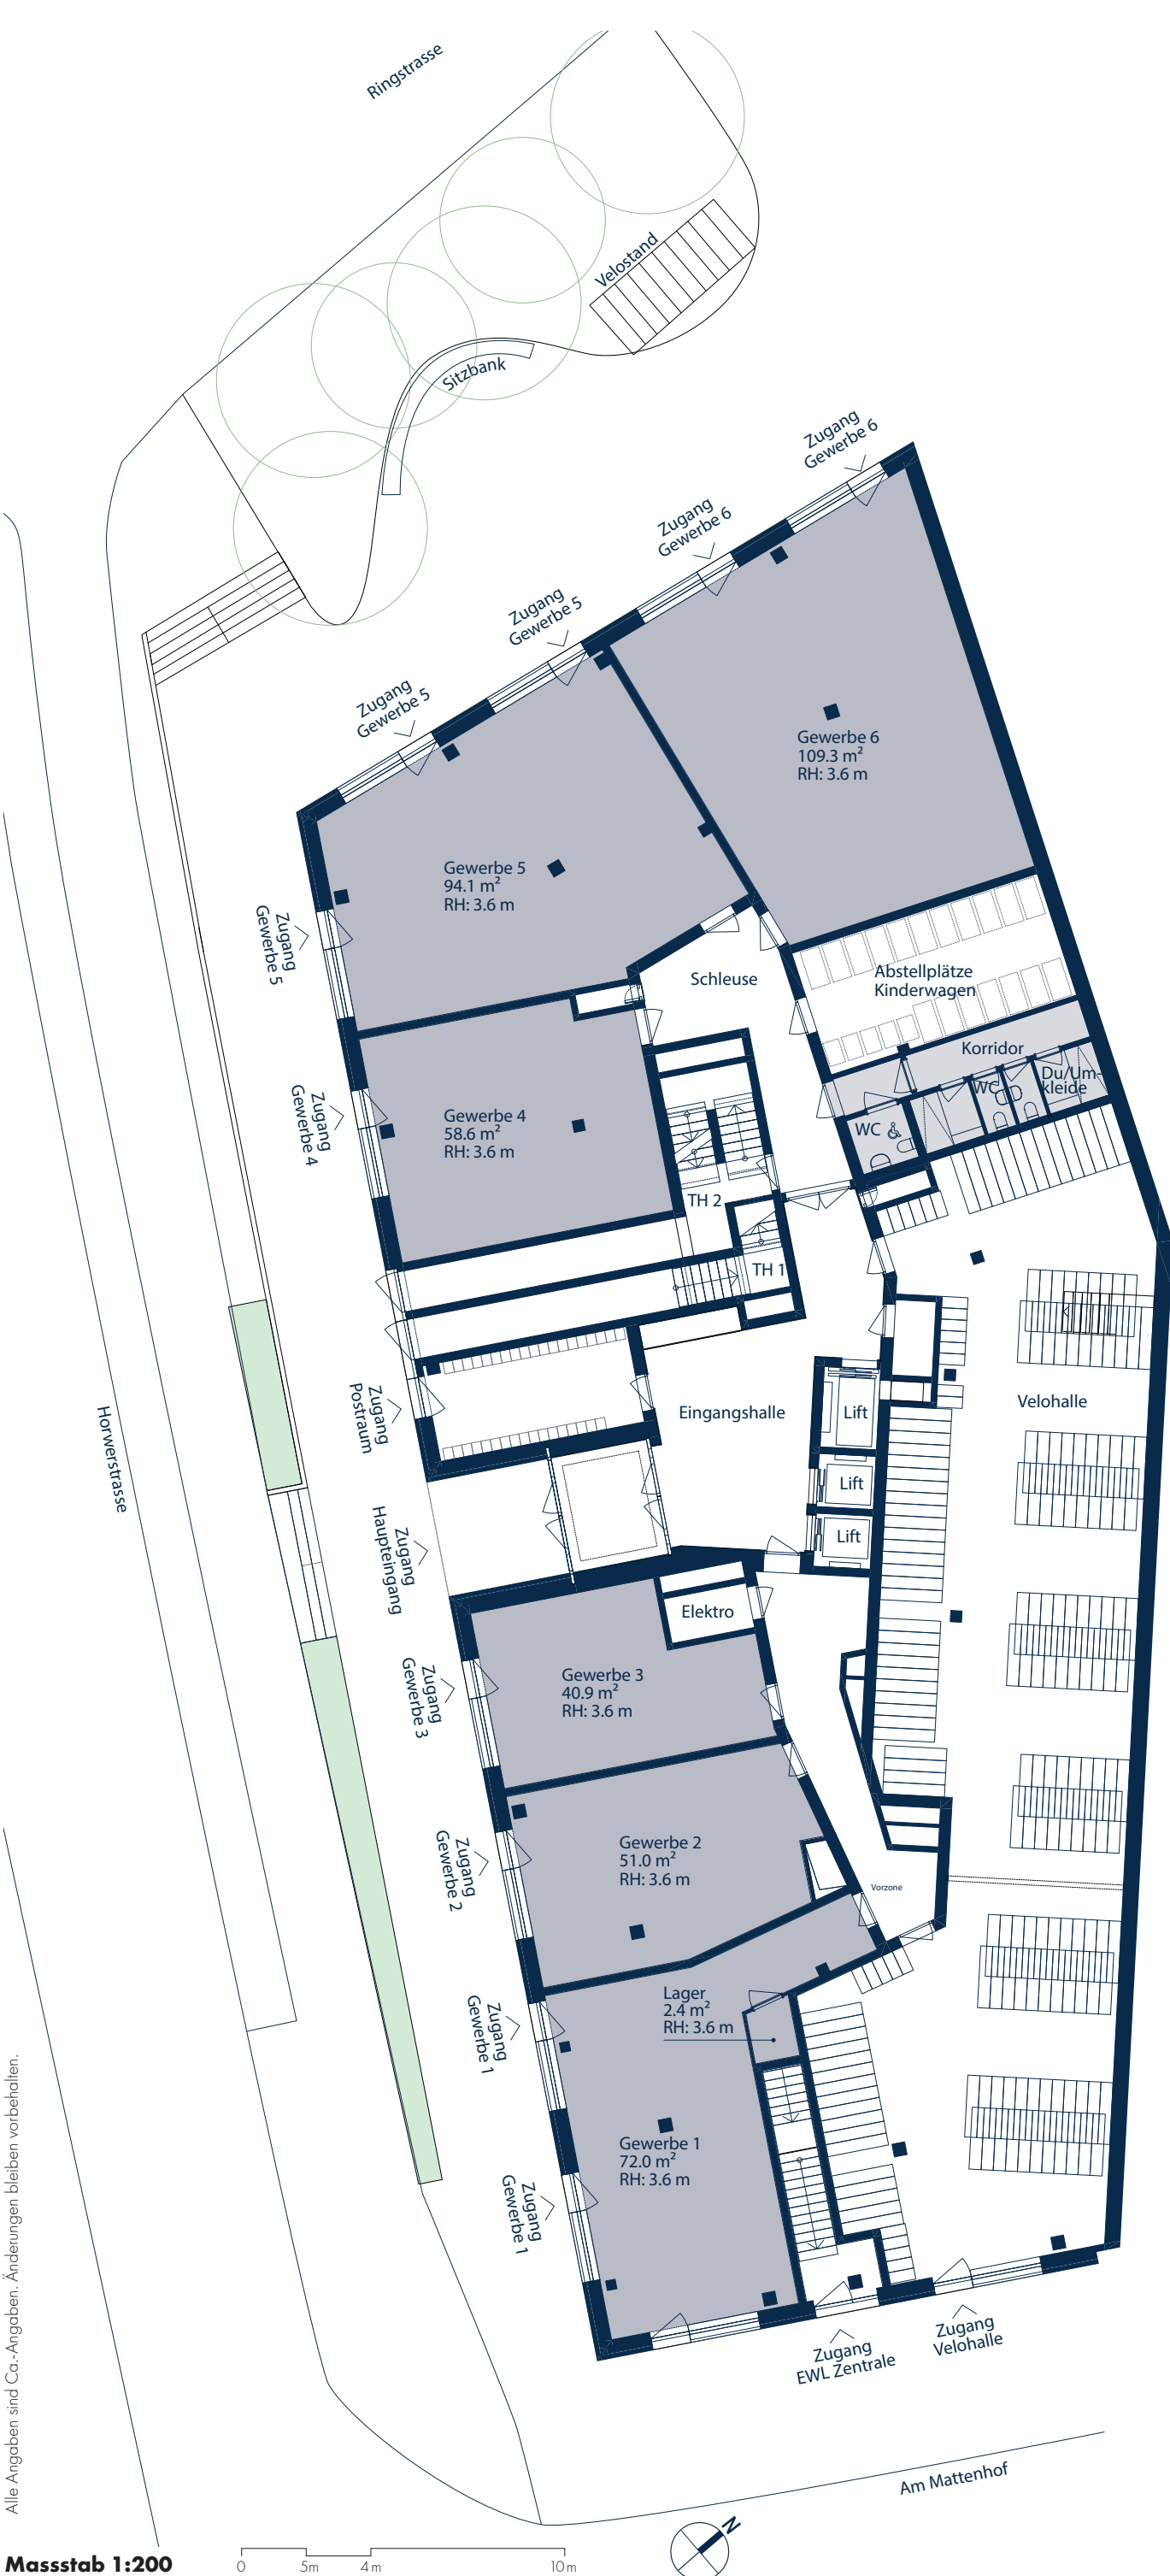 Ringstrasse
Velostand
Sitzbank
Zugang
Gewerbe 6
Zugang
Gewerbe 6
Zugang
Gewerbe 5
Zugang
Gewerbe 5
Gewerbe 6
109.3 m²
RH: 3.6 m
Gewerbe 5
94.1 m²
RH: 3.6 m
Zugang
Gewerbe 5
Schleuse
Abstellplätze
Kinderwagen
Korridor
WC
Du/Um-
kleide
WC
Zugang
Gewerbe 4
Gewerbe 4
58.6 m²
RH: 3.6 m
TH 2
TH 1
Zugang
Postraum
Eingangshalle
Lift
Lift
Lift
Velohalle
Horwerstrasse
Zugang
Haupteingang
Elektro
Zugang
Gewerbe 3
Gewerbe 3
40.9 m²
RH: 3.6 m
Zugang
Gewerbe 2
Gewerbe 2
51.0 m²
RH: 3.6 m
Vorzone
Lager
2.4 m²
RH: 3.6 m
Zugang
Gewerbe 1
Gewerbe 1
72.0 m²
RH: 3.6 m
Zugang
Gewerbe 1
Zugang
EWL Zentrale
Zugang
Velohalle
Am Mattenhof
N
Alle Angaben sind Ca.-Angaben. Änderungen bleiben vorbehalten.
Massstab 1:200
0 5m 4m 10m